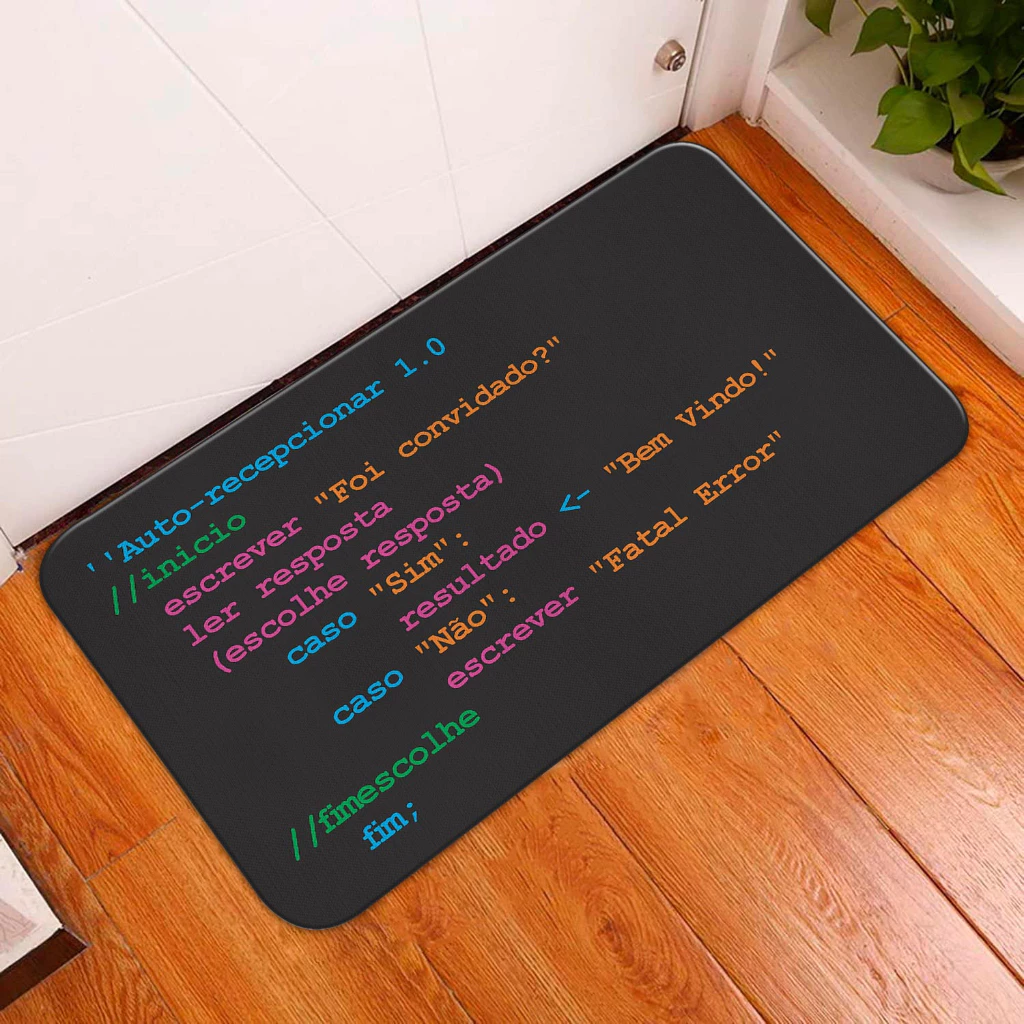 ''Auto-recepcionar 1.0
//inicio
escrever "Foi convidado?"
ler resposta
(escolhe resposta)
caso "Sim":
resultado <- "Bem Vindo!"
caso "Não":
escrever "Fatal Error"
//fimescolhe
fim;